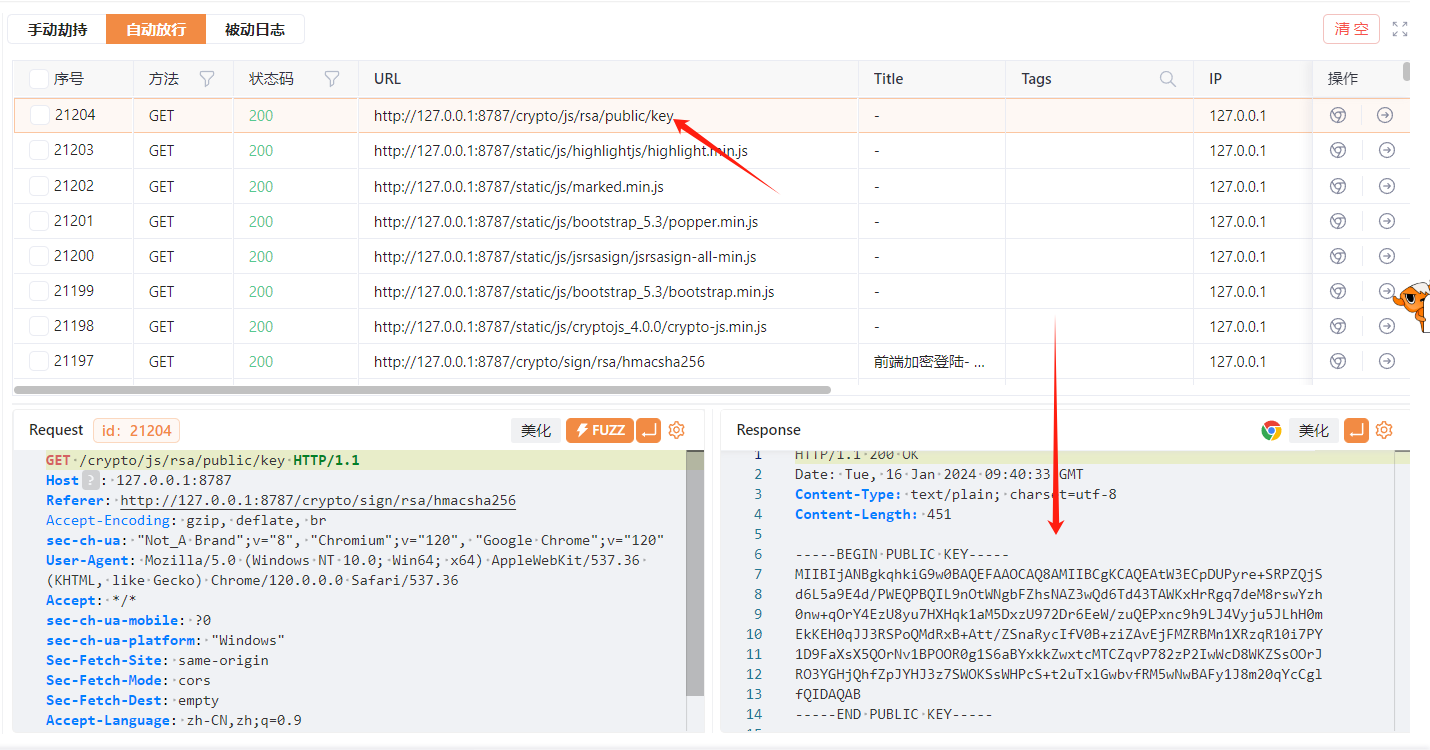 手动劫持 自动放行 被动日志 清 空
序号 方法 状态码 URL Title Tags IP 操作
21204 GET 200 http://127.0.0.1:8787/crypto/js/rsa/public/key - 127.0.0.1
21203 GET 200 http://127.0.0.1:8787/static/js/highlightjs/highlight.min.js - 127.0.0.1
21202 GET 200 http://127.0.0.1:8787/static/js/marked.min.js - 127.0.0.1
21201 GET 200 http://127.0.0.1:8787/static/js/bootstrap_5.3/popper.min.js - 127.0.0.1
21200 GET 200 http://127.0.0.1:8787/static/js/jsrsasign/jsrsasign-all-min.js - 127.0.0.1
21199 GET 200 http://127.0.0.1:8787/static/js/bootstrap_5.3/bootstrap.min.js - 127.0.0.1
21198 GET 200 http://127.0.0.1:8787/static/js/cryptojs_4.0.0/crypto-js.min.js - 127.0.0.1
21197 GET 200 http://127.0.0.1:8787/crypto/sign/rsa/hmacsha256 前端加密登陆- ... 127.0.0.1
Request id: 21204 美化 FUZZ
GET /crypto/js/rsa/public/key HTTP/1.1
Host ? : 127.0.0.1:8787
Referer: http://127.0.0.1:8787/crypto/sign/rsa/hmacsha256
Accept-Encoding: gzip, deflate, br
sec-ch-ua: "Not_A Brand";v="8", "Chromium";v="120", "Google Chrome";v="120"
User-Agent: Mozilla/5.0 (Windows NT 10.0; Win64; x64) AppleWebKit/537.36
(KHTML, like Gecko) Chrome/120.0.0.0 Safari/537.36
Accept: */*
sec-ch-ua-mobile: ?0
sec-ch-ua-platform: "Windows"
Sec-Fetch-Site: same-origin
Sec-Fetch-Mode: cors
Sec-Fetch-Dest: empty
Accept-Language: zh-CN,zh;q=0.9
Response 美化
1 HTTP/1.1 200 OK
2 Date: Tue, 16 Jan 2024 09:40:33 GMT
3 Content-Type: text/plain; charset=utf-8
4 Content-Length: 451
5
6 -----BEGIN PUBLIC KEY-----
7 MIIBIjANBgkqhkiG9w0BAQEFAAOCAQ8AMIIBCgKCAQEAtW3ECpDUPyre+SRPZQjS
8 d6L5a9E4d/PWEQPBQIL9nOtWNgbFZhsNAZ3wQd6Td43TAWKxHrRgq7deM8rswYzh
9 0nw+qOrY4EzU8yu7HXHqk1aM5DxzU972Dr6EeW/zuQEPxnc9h9LJ4Vyju5JLhH0m
10 EkKEH0qJJ3RSPoQMdRxB+Att/ZSnaRycIfV0B+ziZAvEjFMZRBMn1XRzqR10i7PY
11 1D9FaXsX5QOrNv1BPOOR0g1S6aBYxkkZwxtcMTCZqvP782zP2IwWcD8WKZSsOOrJ
12 RO3YGHjQhfZpJYHJ3z7SWOKSsWHPcS+t2uTxlGwbvfRM5wNwBAFy1J8m20qYcCgl
13 fQIDAQAB
14 -----END PUBLIC KEY-----